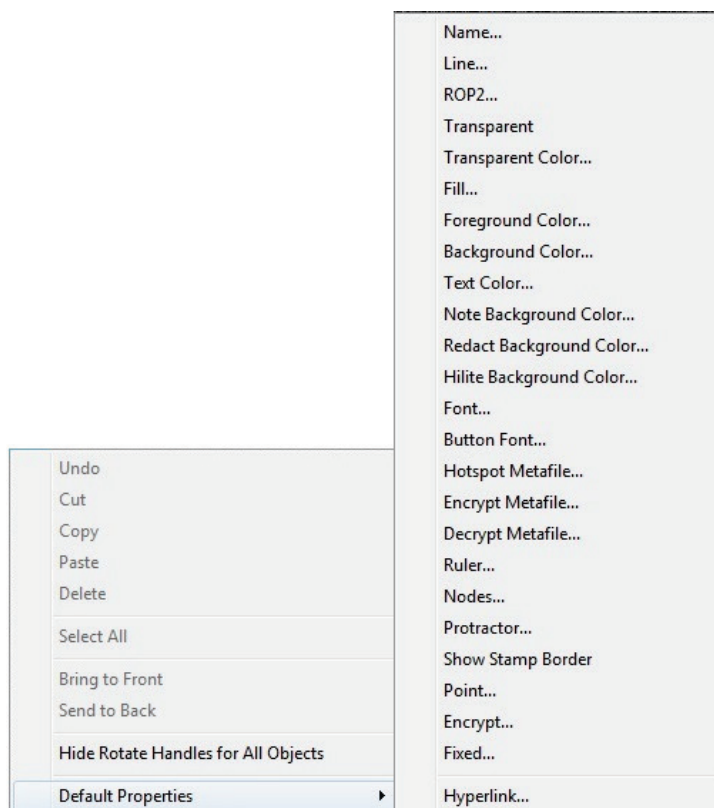 Undo
Cut
Copy
Paste
Delete
Select All
Bring to Front
Send to Back
Hide Rotate Handles for All Objects
Default Properties
Name...
Line...
ROP2...
Transparent
Transparent Color...
Fill...
Foreground Color...
Background Color...
Text Color...
Note Background Color...
Redact Background Color...
Hilite Background Color...
Font...
Button Font...
Hotspot Metafile...
Encrypt Metafile...
Decrypt Metafile...
Ruler...
Nodes...
Protractor...
Show Stamp Border
Point...
Encrypt...
Fixed...
Hyperlink...